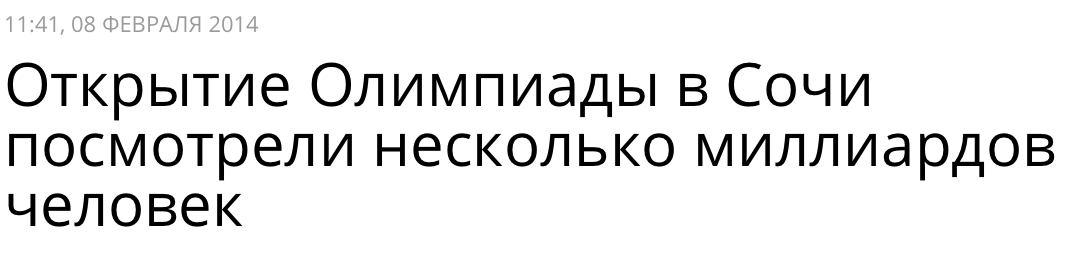 11:41, 08 ФЕВРАЛЯ 2014
Открытие Олимпиады в Сочи
посмотрели несколько миллиардов
человек